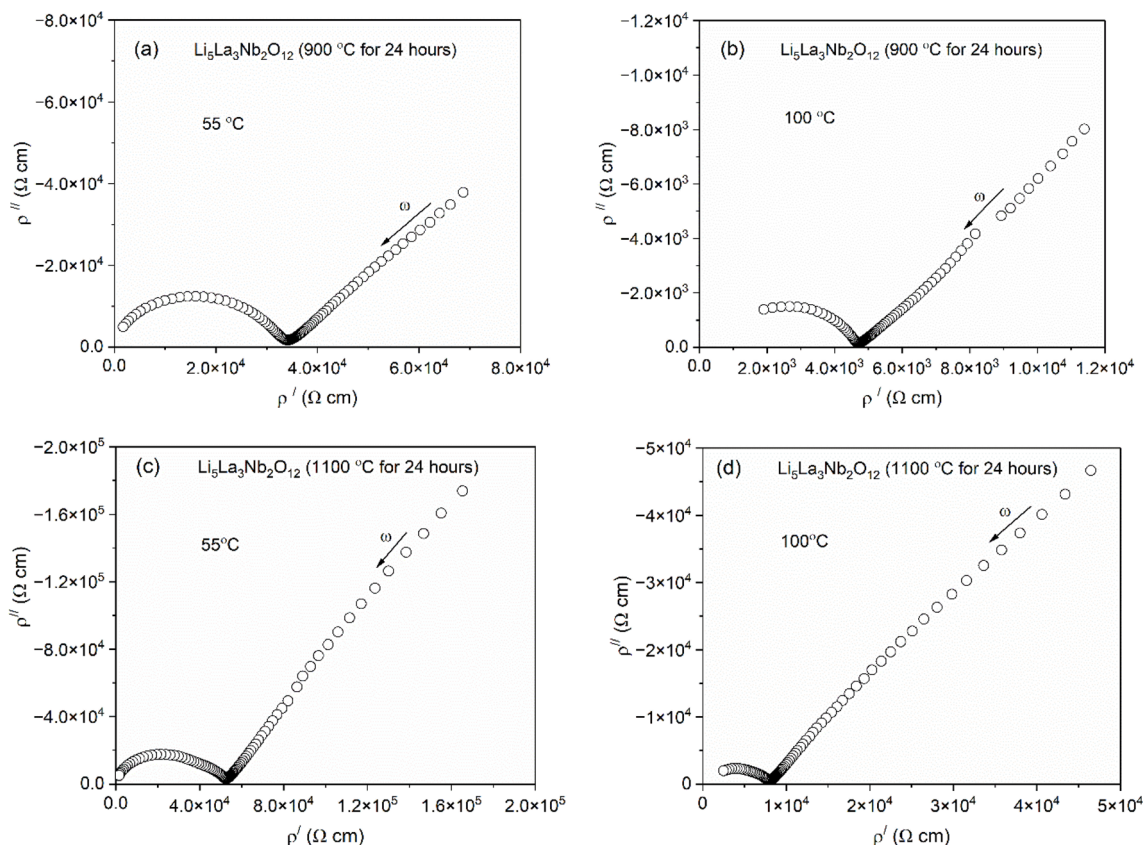 (a) Li₅La₃Nb₂O₁₂ (900 °C for 24 hours)
55 °C
ω
−8.0×10⁴
−6.0×10⁴
−4.0×10⁴
−2.0×10⁴
0.0
ρ// (Ω cm)
0.0 2.0×10⁴ 4.0×10⁴ 6.0×10⁴ 8.0×10⁴
ρ/ (Ω cm)
(b) Li₅La₃Nb₂O₁₂ (900 °C for 24 hours)
100 °C
ω
−1.2×10⁴
−1.0×10⁴
−8.0×10³
−6.0×10³
−4.0×10³
−2.0×10³
0.0
ρ// (Ω cm)
0.0 2.0×10³ 4.0×10³ 6.0×10³ 8.0×10³ 1.0×10⁴ 1.2×10⁴
ρ/ (Ω cm)
(c) Li₅La₃Nb₂O₁₂ (1100 °C for 24 hours)
55°C
ω
−2.0×10⁵
−1.6×10⁵
−1.2×10⁵
−8.0×10⁴
−4.0×10⁴
0.0
ρ// (Ω cm)
0.0 4.0×10⁴ 8.0×10⁴ 1.2×10⁵ 1.6×10⁵ 2.0×10⁵
ρ/ (Ω cm)
(d) Li₅La₃Nb₂O₁₂ (1100 °C for 24 hours)
100°C
ω
−5×10⁴
−4×10⁴
−3×10⁴
−2×10⁴
−1×10⁴
0
ρ// (Ω cm)
0 1×10⁴ 2×10⁴ 3×10⁴ 4×10⁴ 5×10⁴
ρ/ (Ω cm)